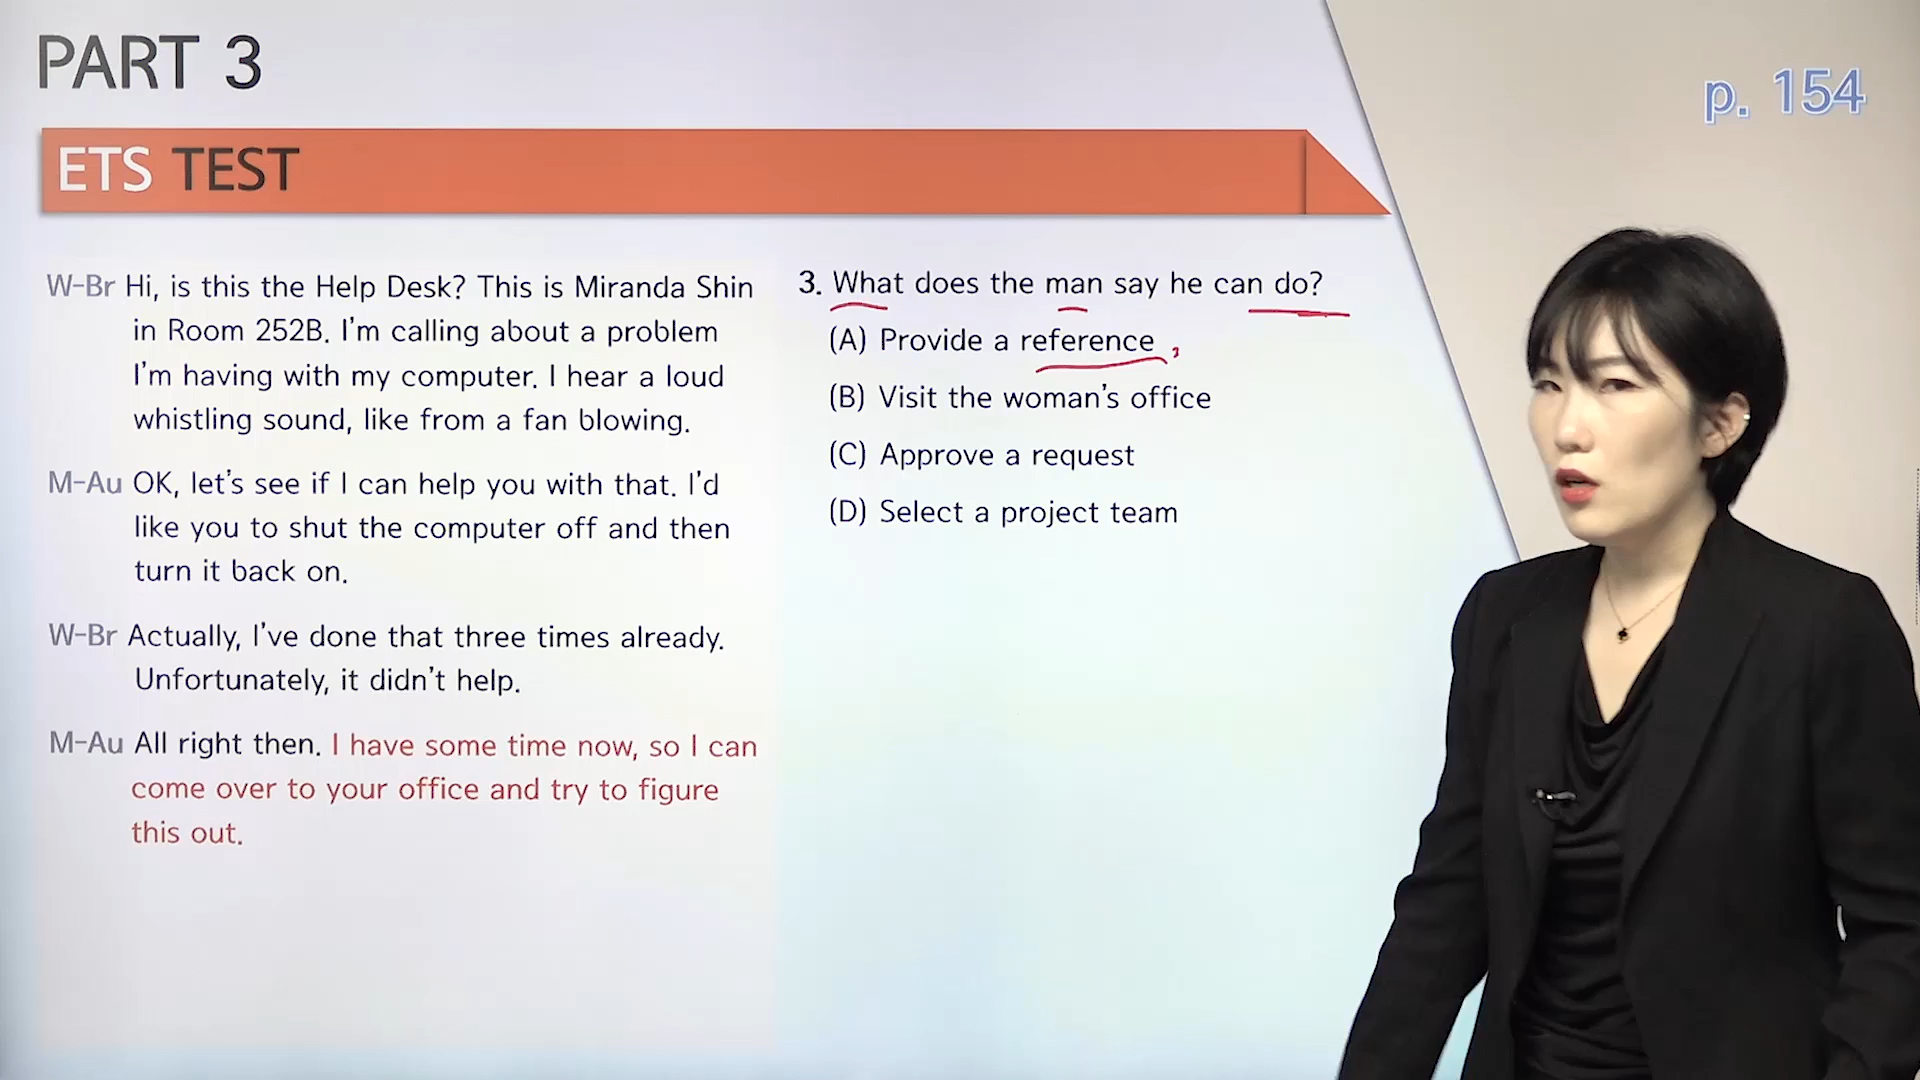 PART 3
p. 154
ETS TEST
W-Br Hi, is this the Help Desk? This is Miranda Shin
in Room 252B. I'm calling about a problem
I'm having with my computer. I hear a loud
whistling sound, like from a fan blowing.
M-Au OK, let's see if I can help you with that. I'd
like you to shut the computer off and then
turn it back on.
W-Br Actually, I've done that three times already.
Unfortunately, it didn't help.
M-Au All right then. I have some time now, so I can
come over to your office and try to figure
this out.
3. What does the man say he can do?
(A) Provide a reference
(B) Visit the woman's office
(C) Approve a request
(D) Select a project team